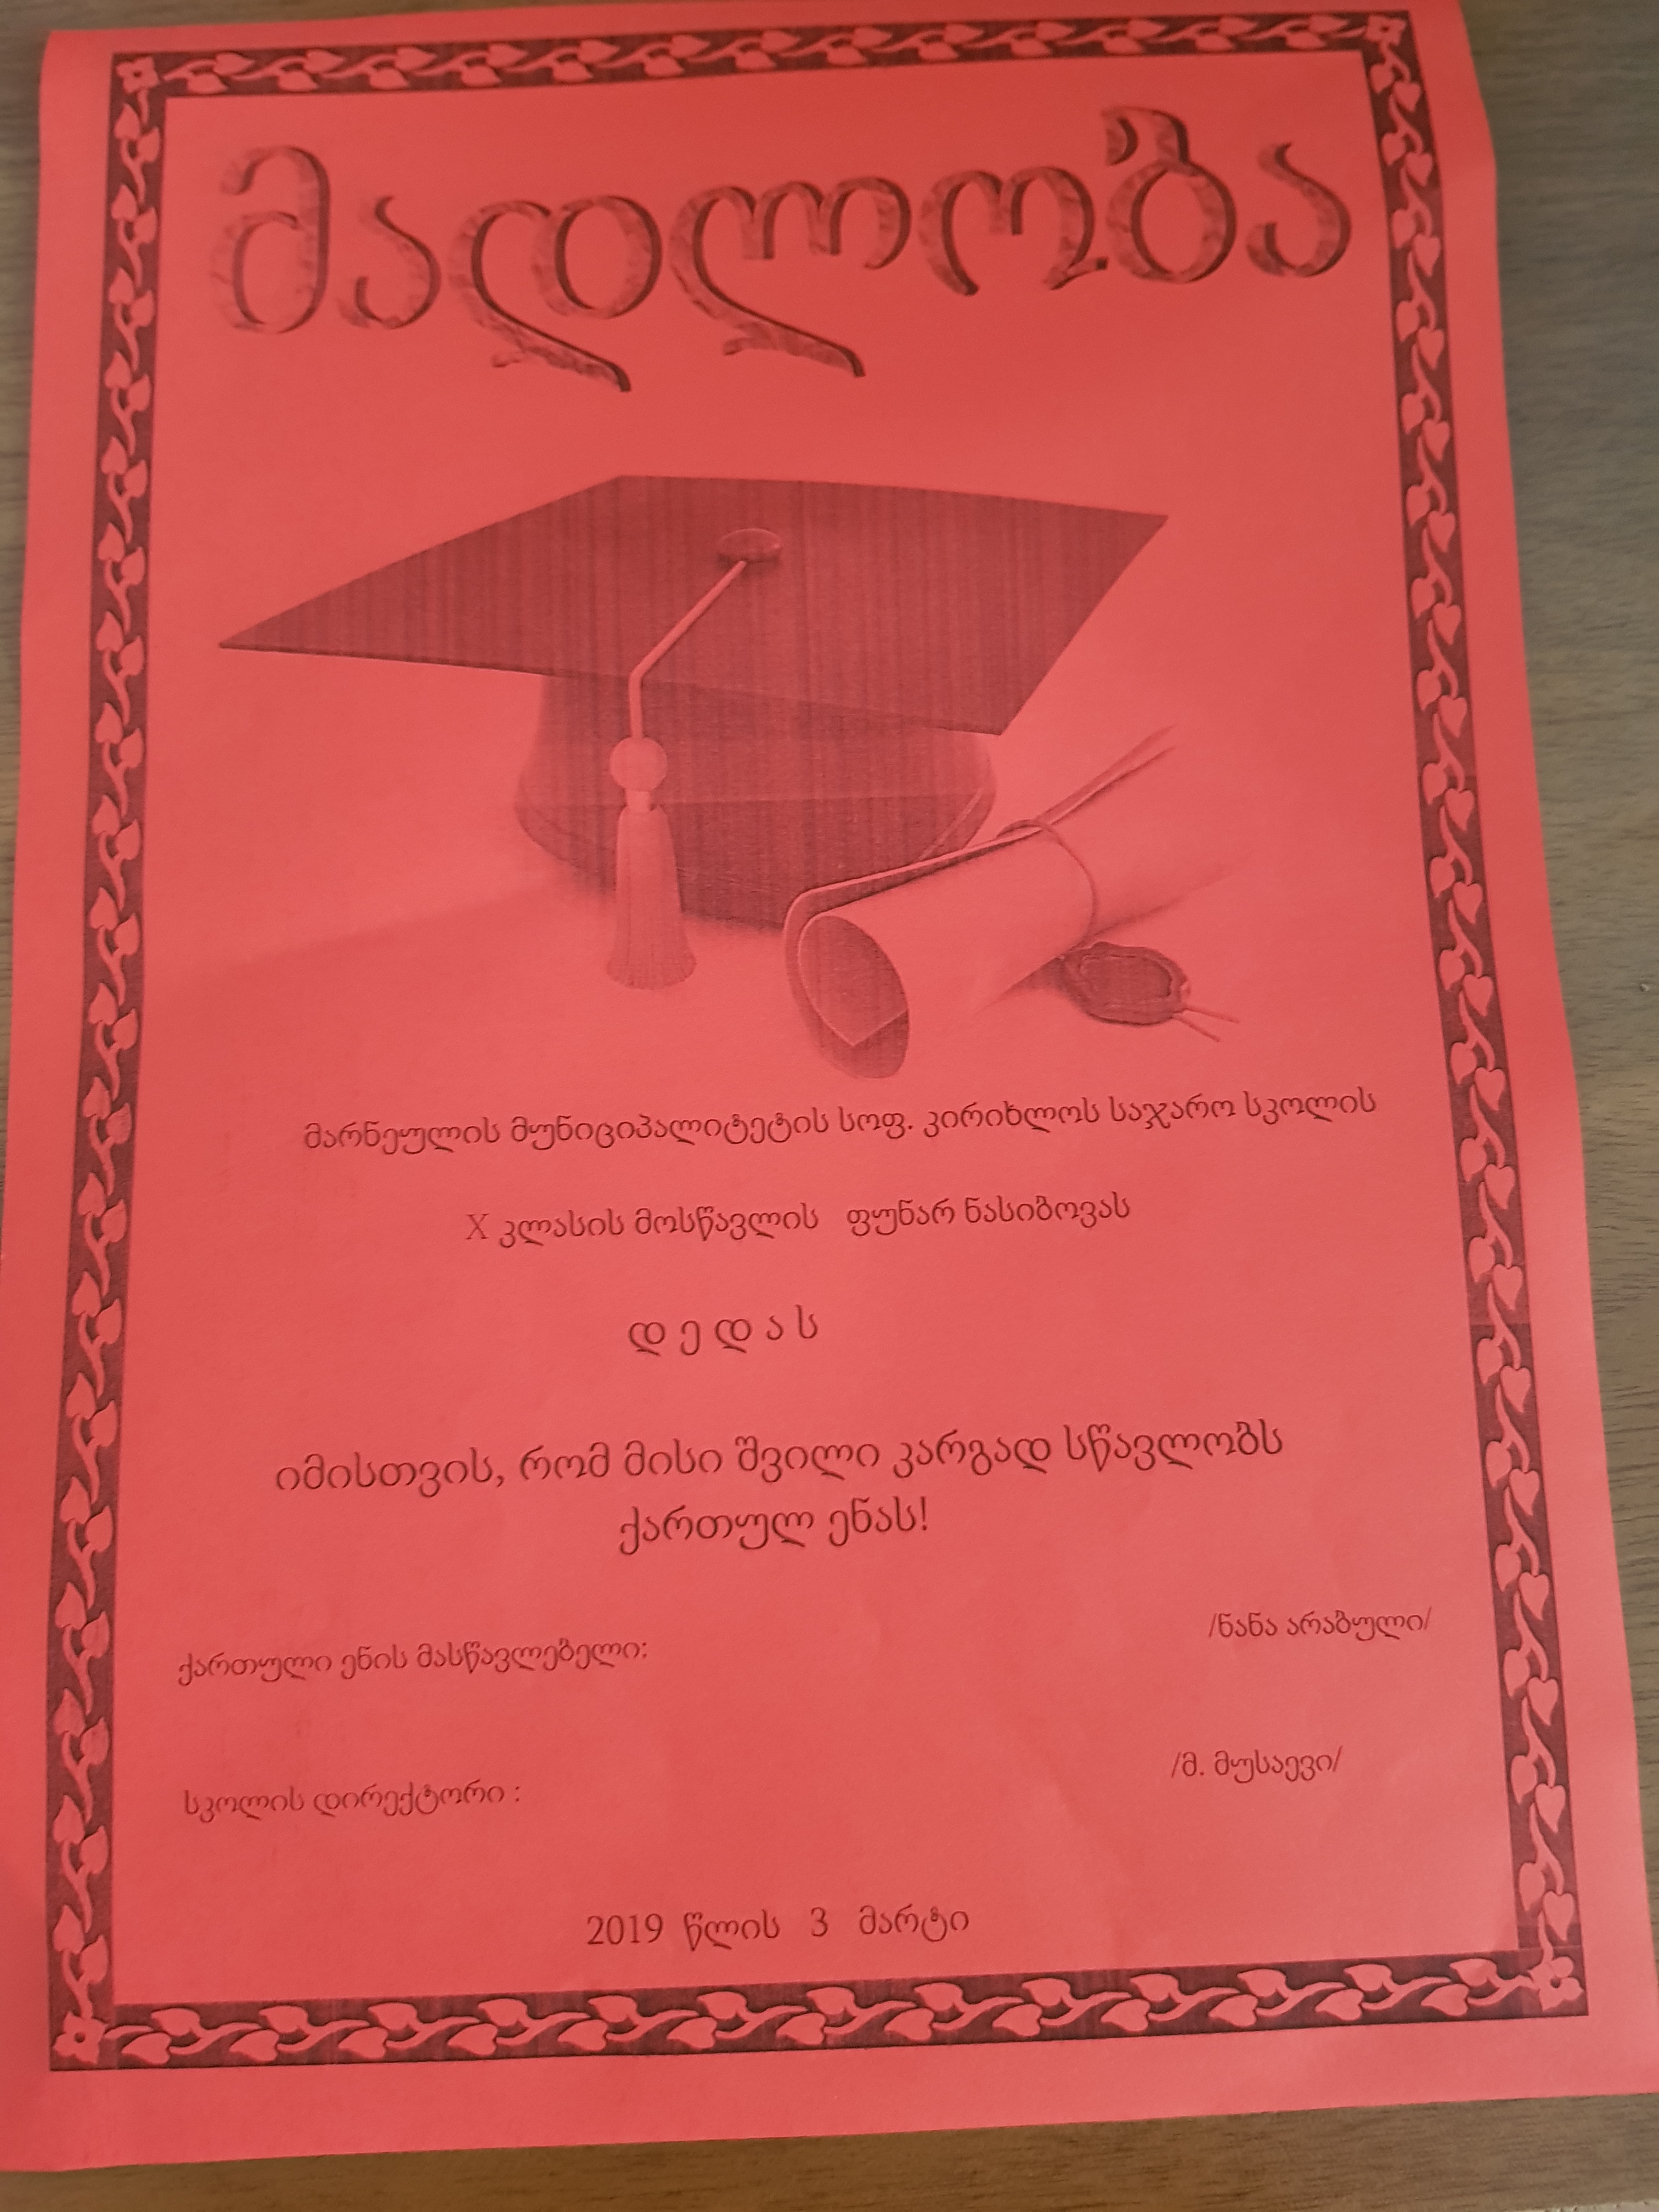 მადლობა
მარნეულის მუნიციპალიტეტის სოფ. კირიხლოს საჯარო სკოლის
X კლასის მოსწავლის ფუნარ ნასიბოვას
დ ე დ ა ს
იმისთვის, რომ მისი შვილი კარგად სწავლობს
ქართულ ენას!
ქართული ენის მასწავლებელი: /ნანა არაბული/
სკოლის დირექტორი : /მ. მუსაევი/
2019 წლის 3 მარტი